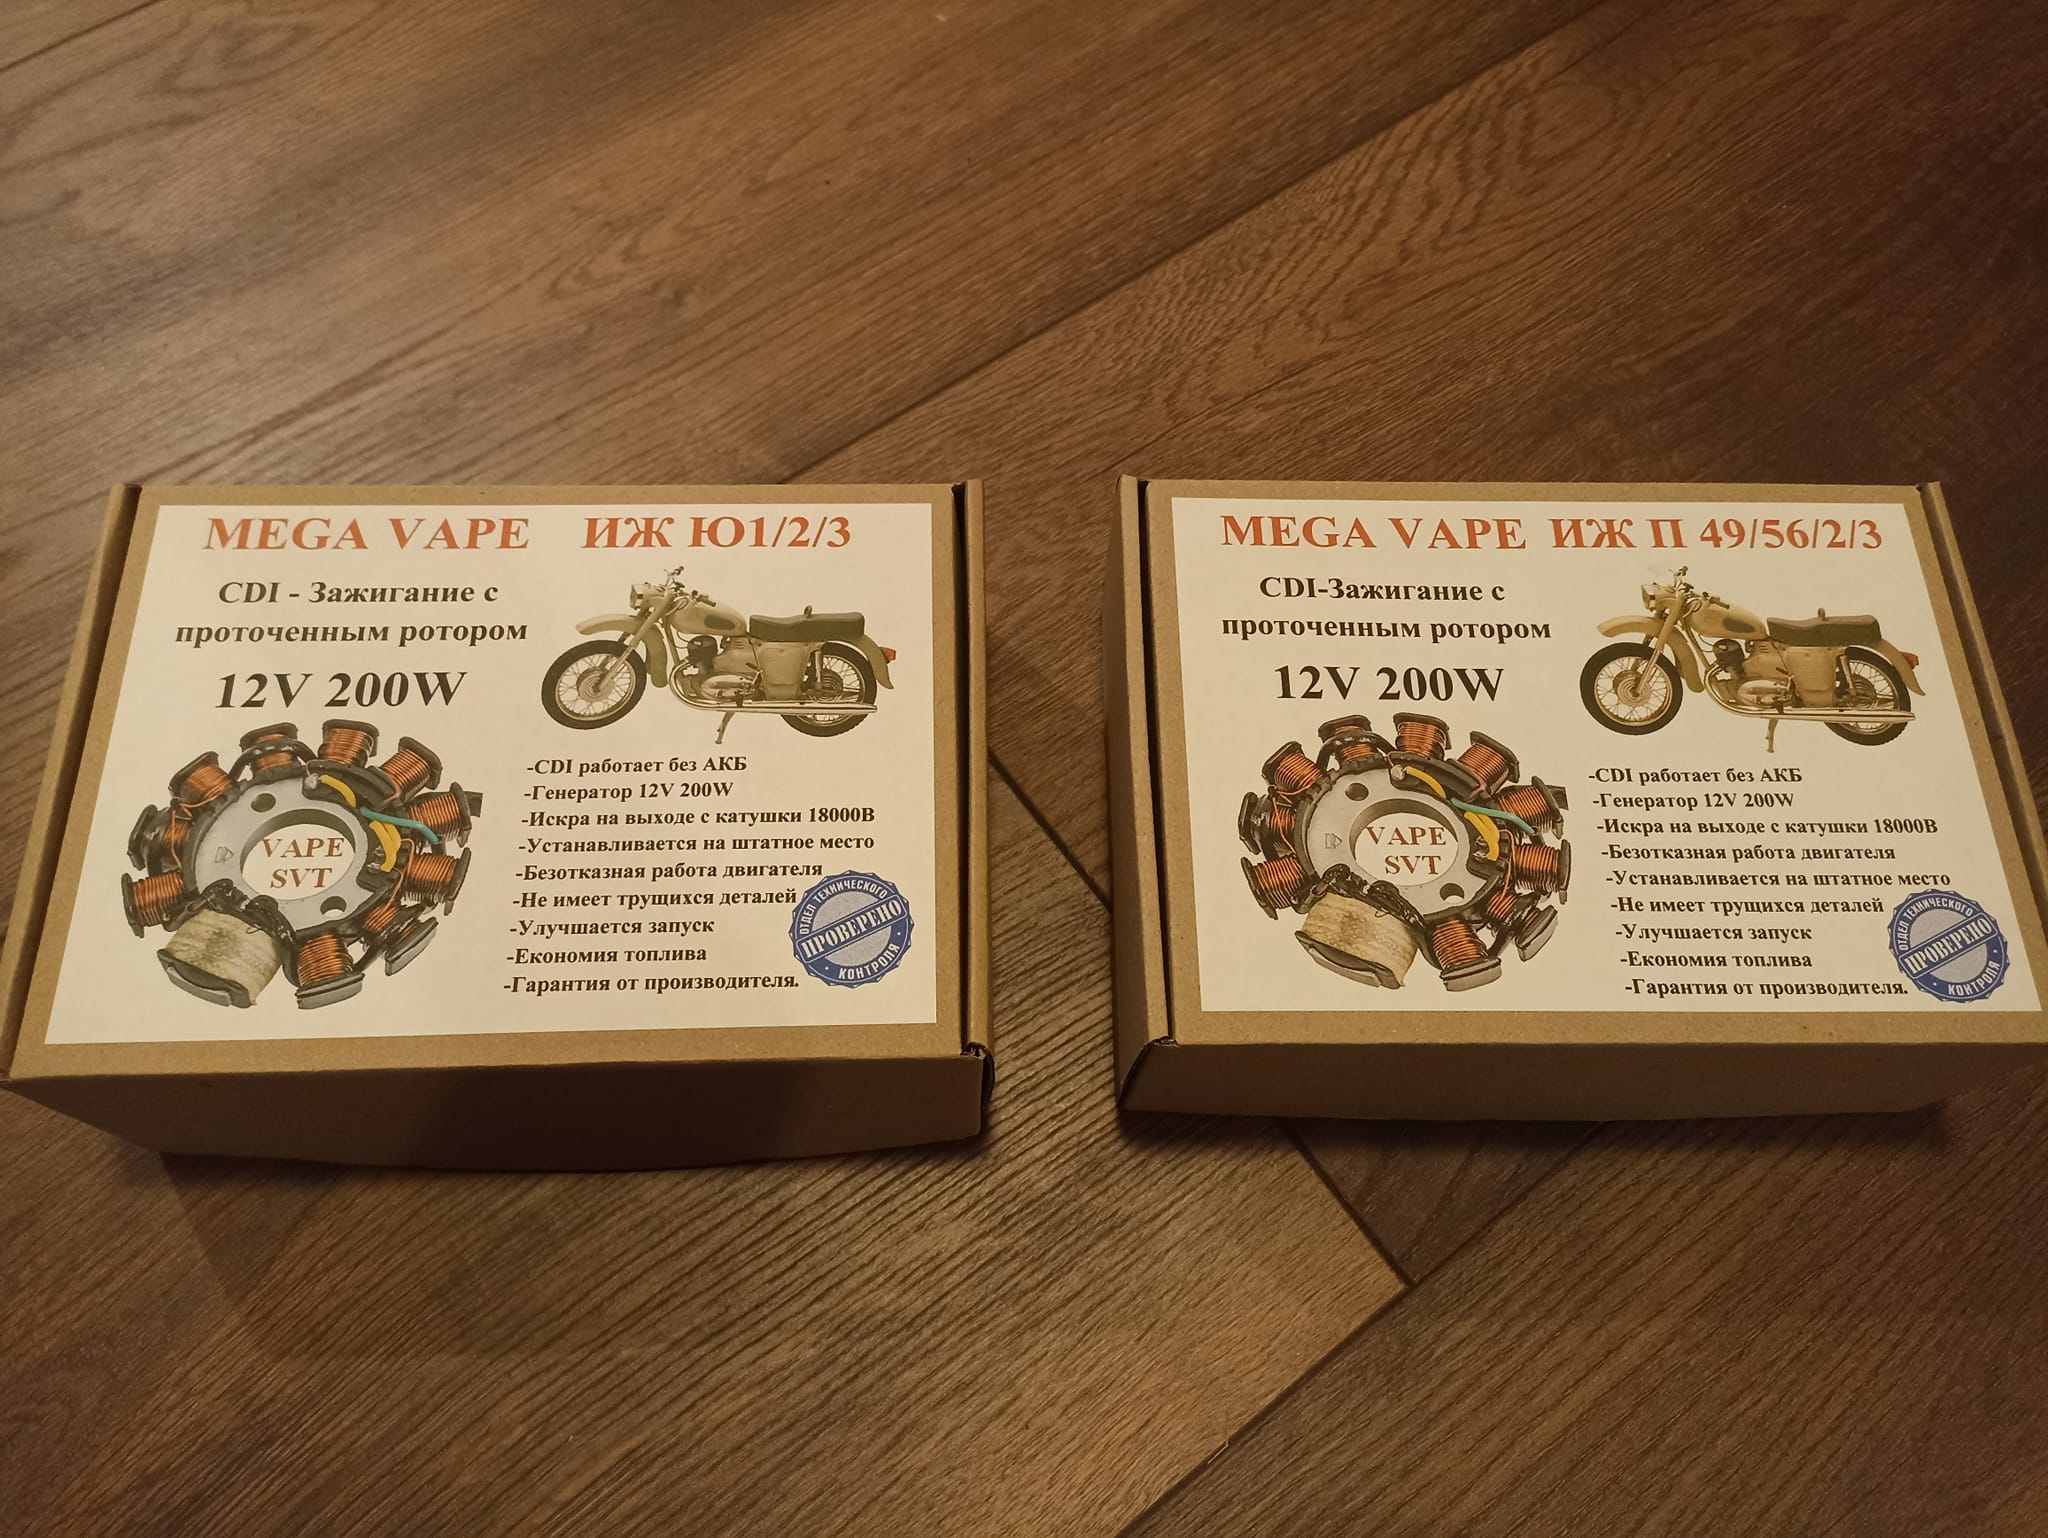 MEGA VAPE ИЖ Ю1/2/3
CDI - Зажигание с
проточенным ротором
12V 200W
VAPE
SVT
-CDI работает без АКБ
-Генератор 12V 200W
-Искра на выходе с катушки 18000В
-Устанавливается на штатное место
-Безотказная работа двигателя
-Не имеет трущихся деталей
-Улучшается запуск
-Економия топлива
-Гарантия от производителя.
ОТДЕЛ ТЕХНИЧЕСКОГО
ПРОВЕРЕНО
КОНТРОЛЯ
MEGA VAPE ИЖ П 49/56/2/3
CDI-Зажигание с
проточенным ротором
12V 200W
VAPE
SVT
-CDI работает без АКБ
-Генератор 12V 200W
-Искра на выходе с катушки 18000В
-Безотказная работа двигателя
-Устанавливается на штатное место
-Не имеет трущихся деталей
-Улучшается запуск
-Економия топлива
-Гарантия от производителя.
ОТДЕЛ ТЕХНИЧЕСКОГО
ПРОВЕРЕНО
КОНТРОЛЯ